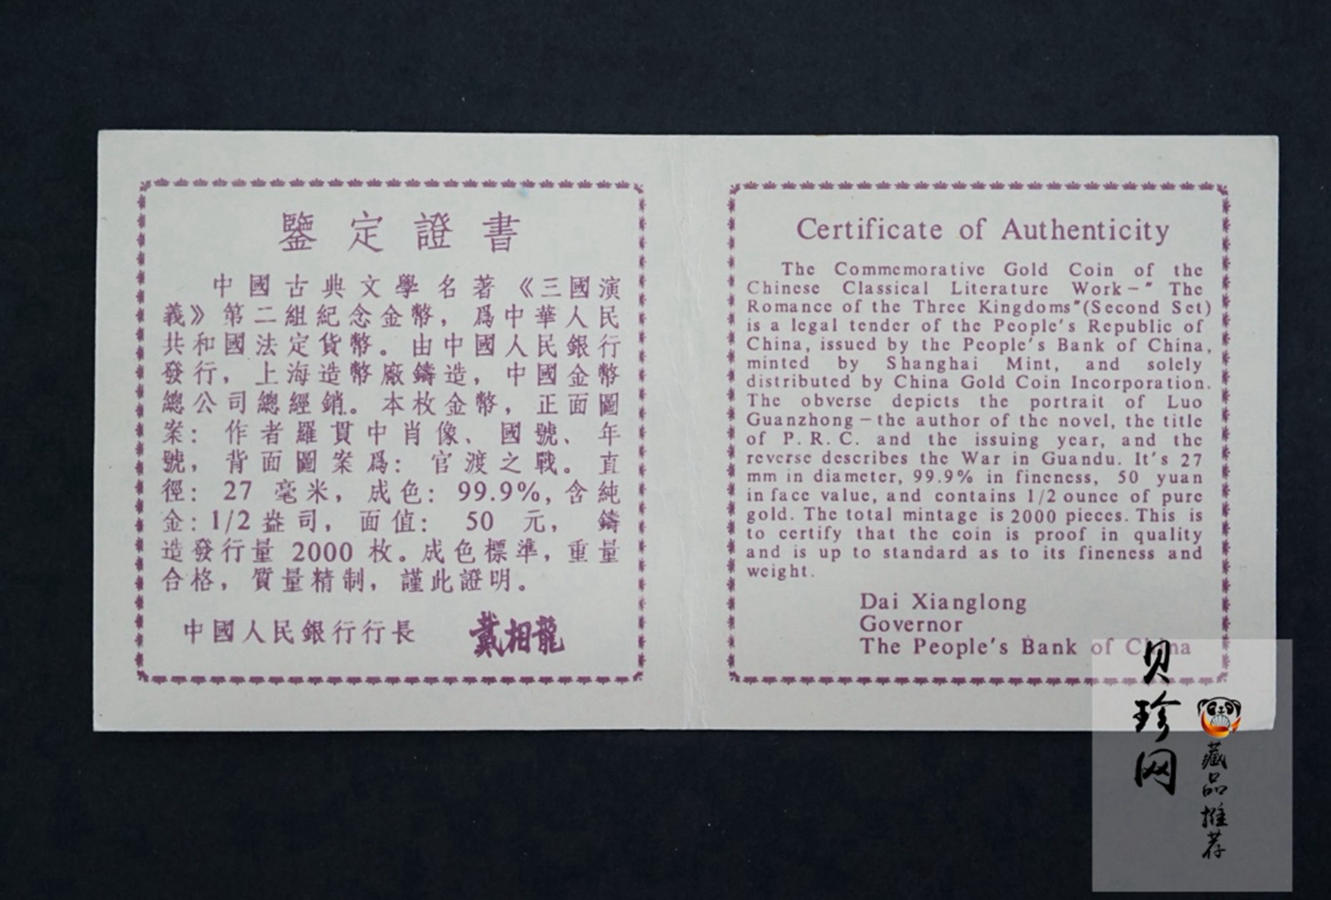 鑒定證書
中國古典文學名著《三國演
義》第二組紀念金幣，爲中華人民
共和國法定貨幣。由中國人民銀行
發行，上海造幣廠鑄造，中國金幣
總公司總經銷。本枚金幣，正面圖
案：作者羅貫中肖像、國號、年
號，背面圖案爲：官渡之戰。直
徑：27毫米，成色：99.9%,含純
金：1/2盎司，面值：50元，鑄
造發行量2000枚。成色標準，重量
合格，質量精制，謹此證明。
中國人民銀行行長 戴相龍
Certificate of Authenticity
The Commemorative Gold Coin of the
Chinese Classical Literature Work-" The
Romance of the Three Kingdoms"(Second Set)
is a legal tender of the People's Republic of
China, issued by the People's Bank of China,
minted by Shanghai Mint, and solely
distributed by China Gold Coin Incorporation.
The obverse depicts the portrait of Luo
Guanzhong-the author of the novel, the title
of P.R.C. and the issuing year, and the
reverse describes the War in Guandu. It's 27
mm in diameter, 99.9% in fineness, 50 yuan
in face value, and contains 1/2 ounce of pure
gold. The total mintage is 2000 pieces. This is
to certify that the coin is proof in quality
and is up to standard as to its fineness and
weight.
Dai Xianglong
Governor
The People's Bank of China
贝珍网
藏品推荐